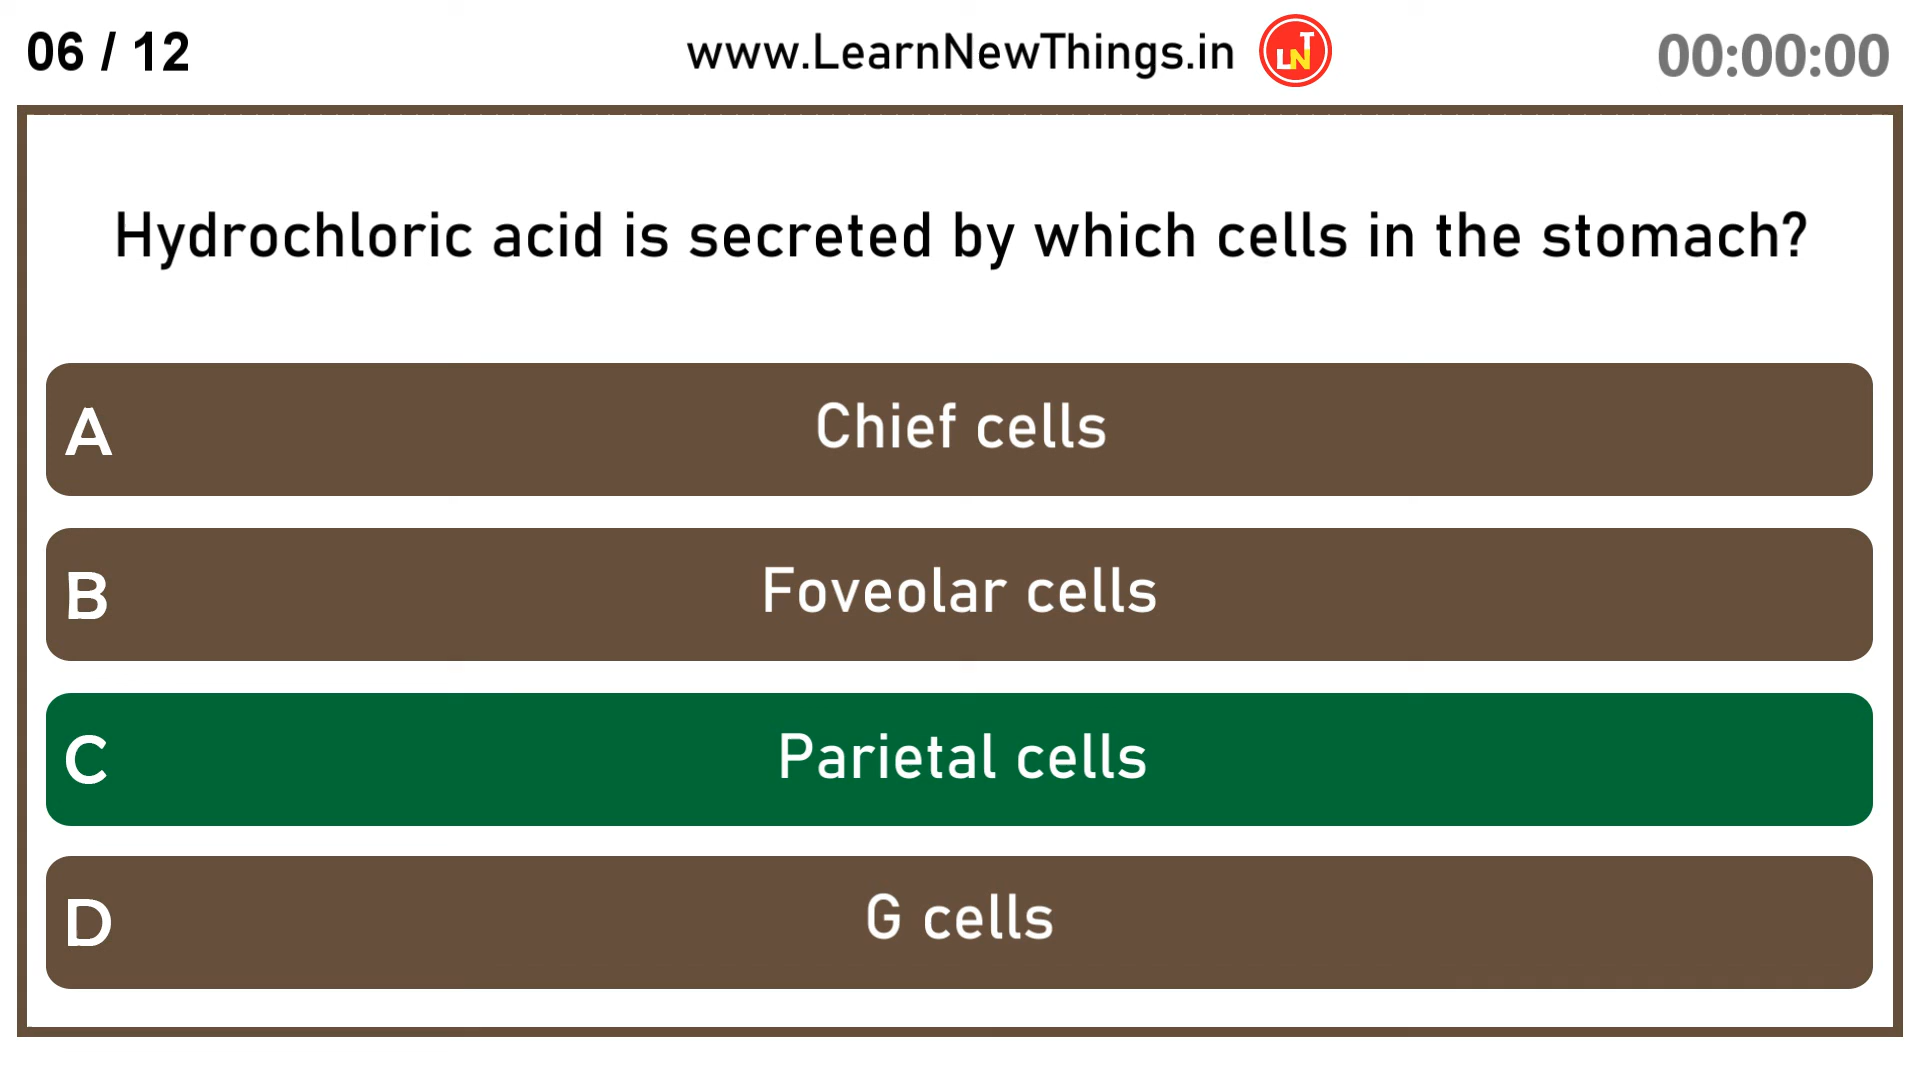 06 / 12
www.LearnNewThings.in
LNT
00:00:00
Hydrochloric acid is secreted by which cells in the stomach?
A Chief cells
B Foveolar cells
C Parietal cells
D G cells